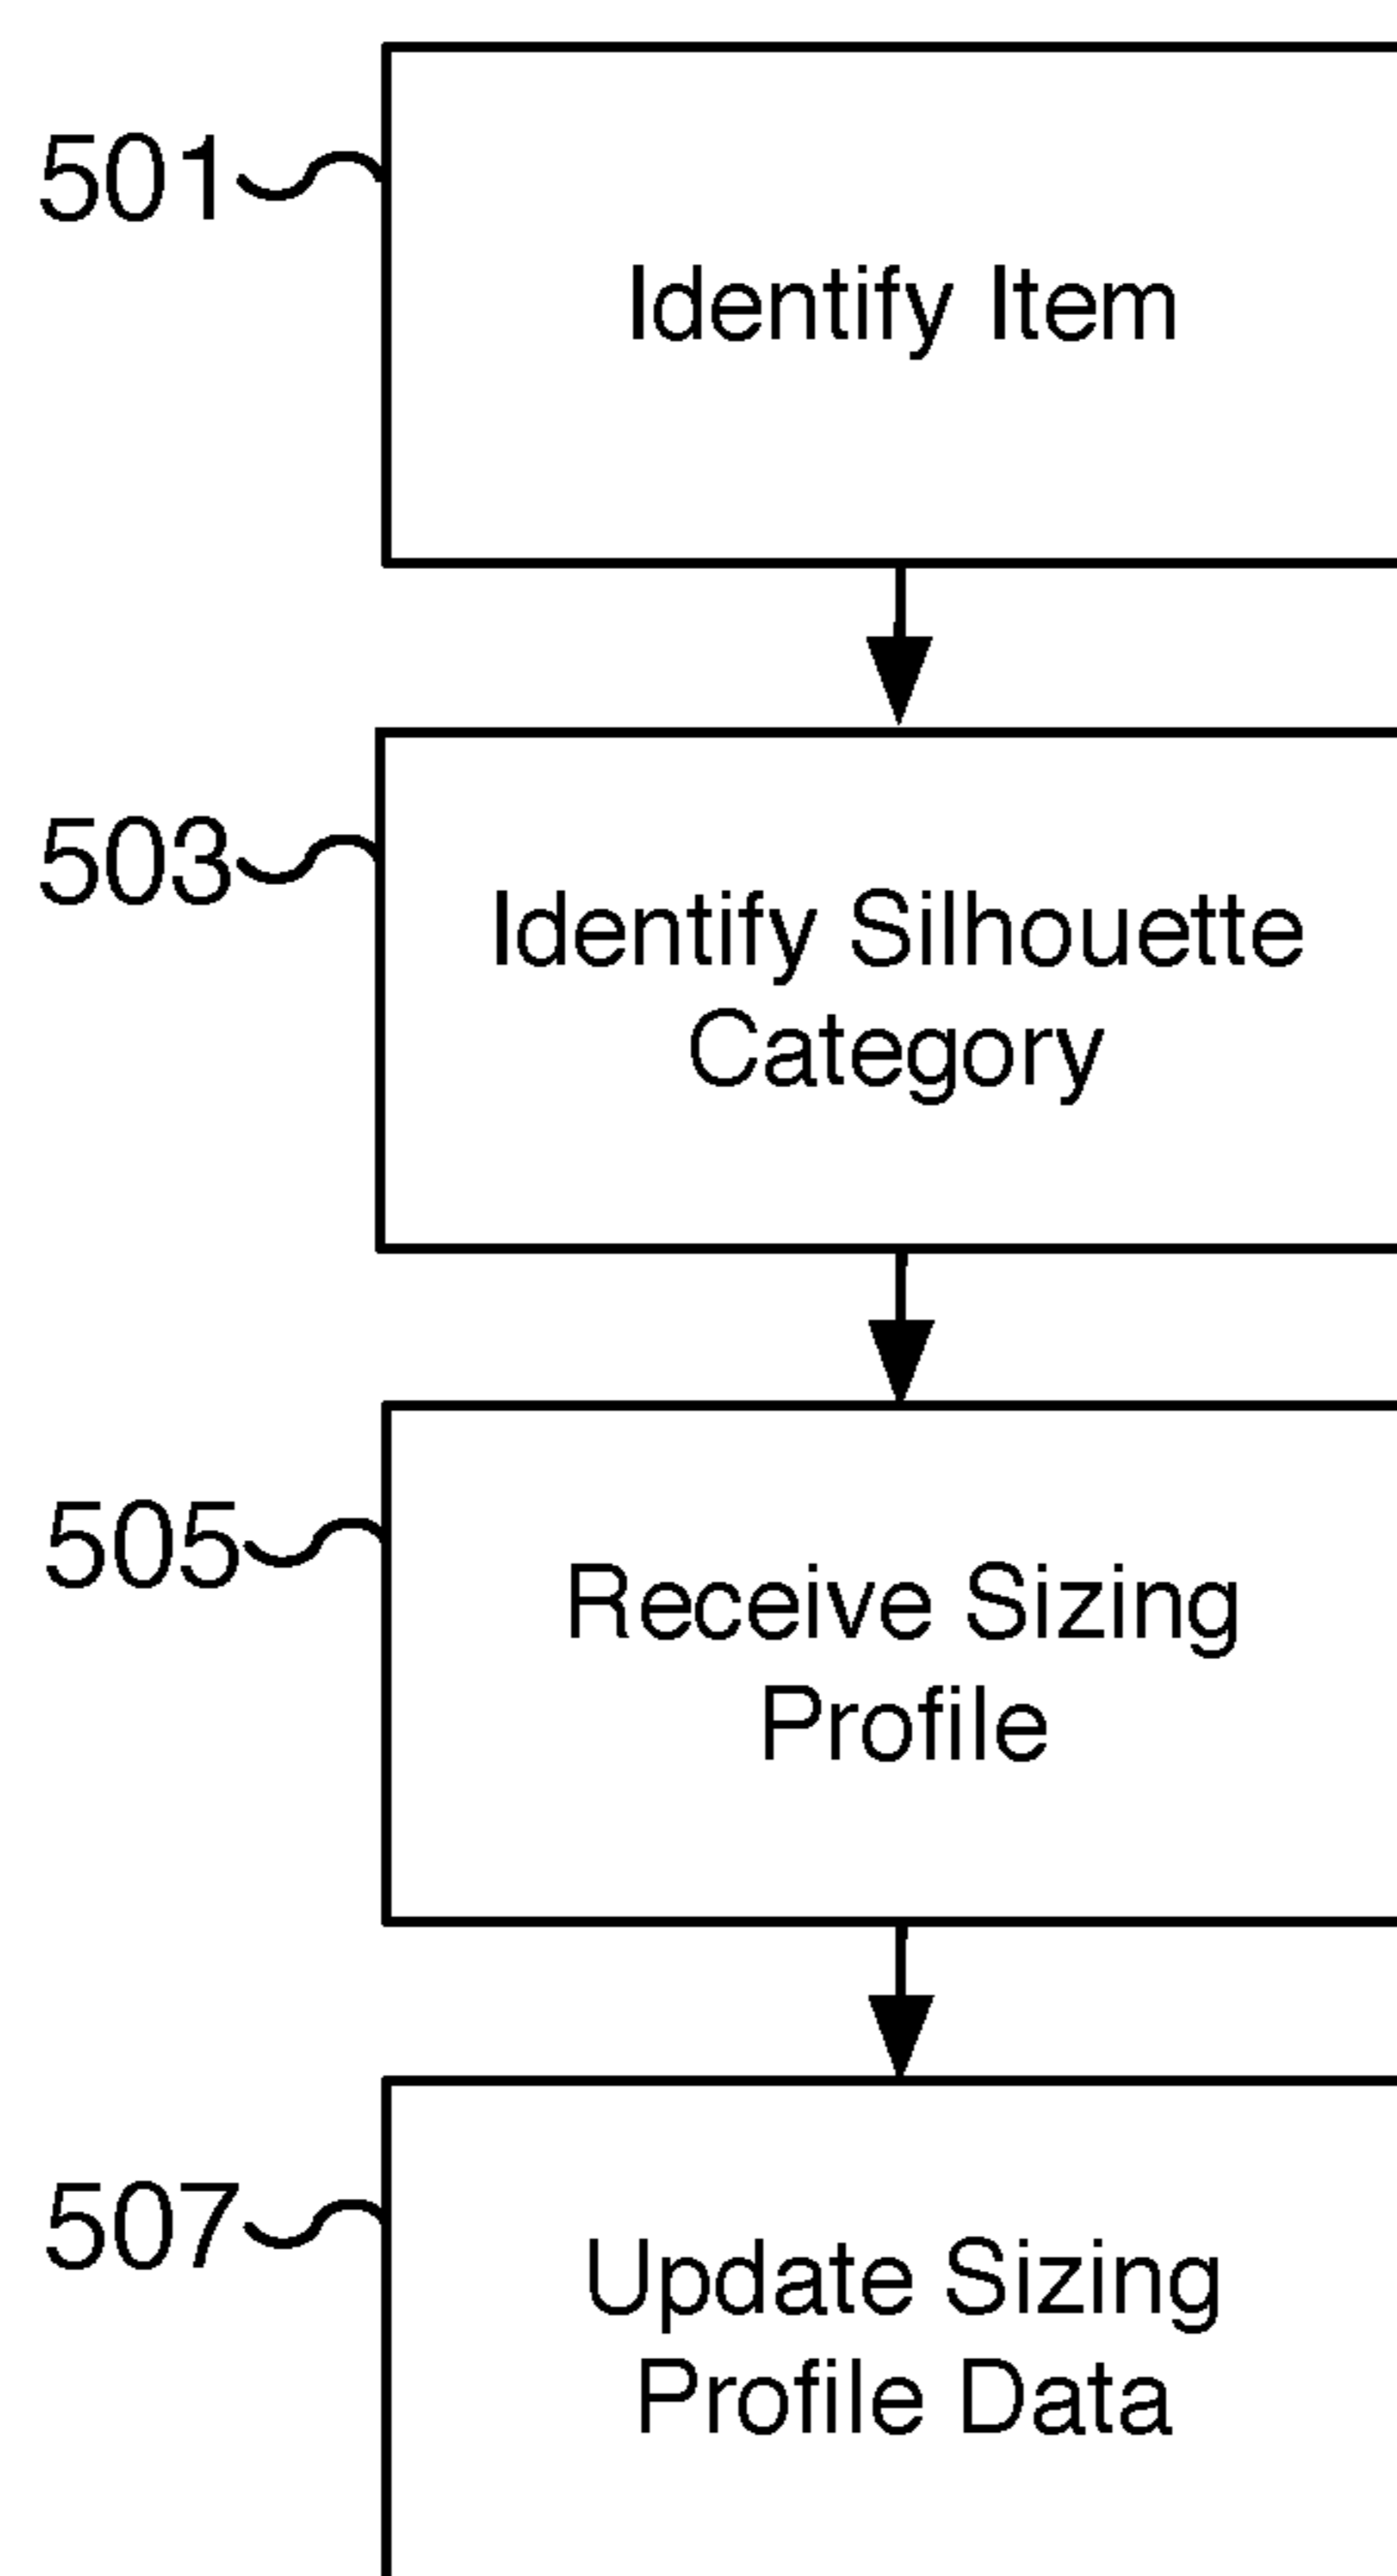 501
Identify Item
503
Identify Silhouette
Category
505
Receive Sizing
Profile
507
Update Sizing
Profile Data